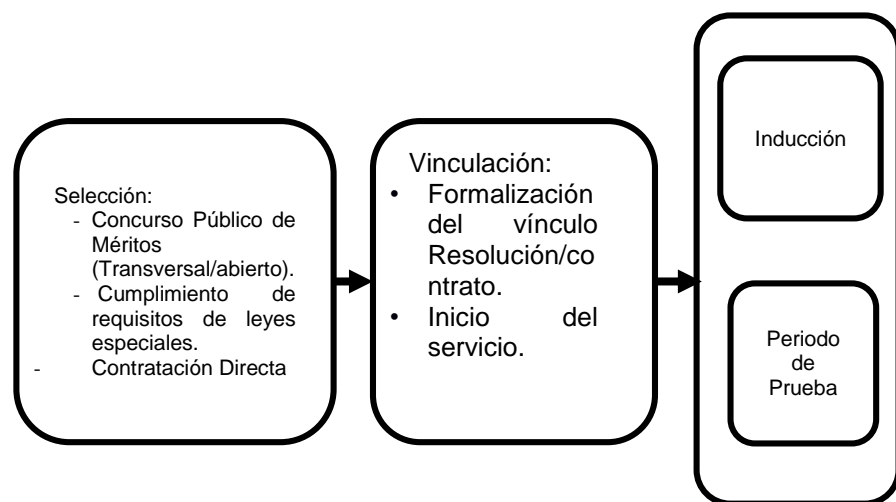 Selección:
- Concurso Público de
Méritos
(Transversal/abierto).
- Cumplimiento de
requisitos de leyes
especiales.
- Contratación Directa
Vinculación:
• Formalización
del vínculo
Resolución/co
ntrato.
• Inicio del
servicio.
Inducción
Periodo
de
Prueba